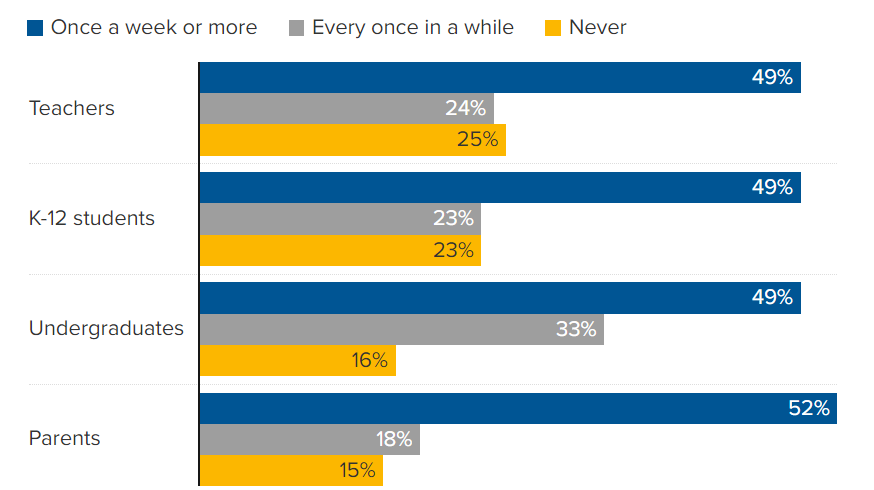 Once a week or more Every once in a while Never
49%
Teachers 24%
25%
49%
K-12 students 23%
23%
49%
Undergraduates 33%
16%
52%
Parents 18%
15%